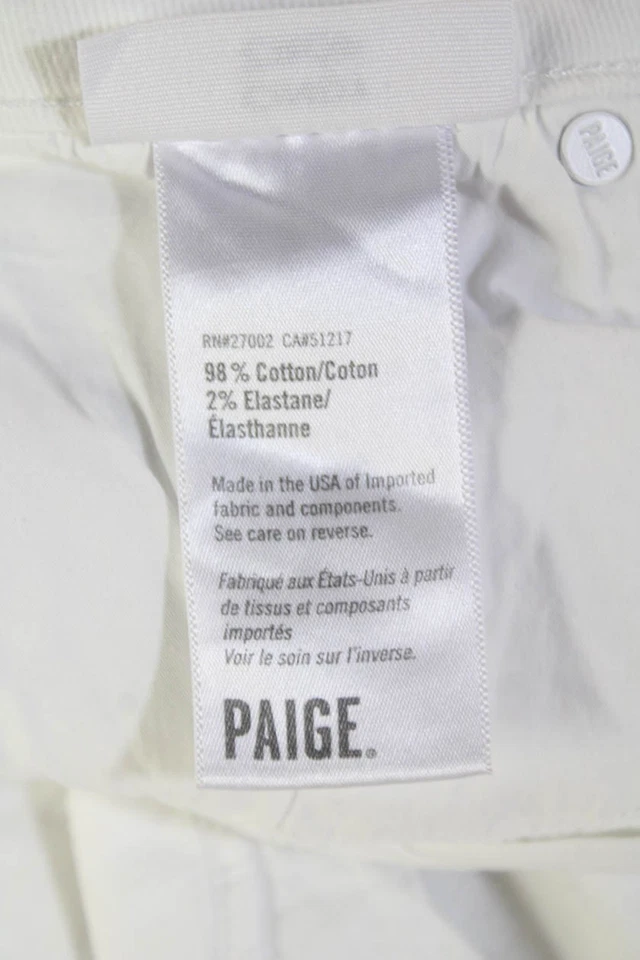 PAIGE
RN#27002 CA#51217
98% Cotton/Coton
2% Elastane/
Élasthanne
Made in the USA of Imported
fabric and components.
See care on reverse.
Fabriqué aux États-Unis à partir
de tissus et composants
importés
Voir le soin sur l'inverse.
PAIGE®